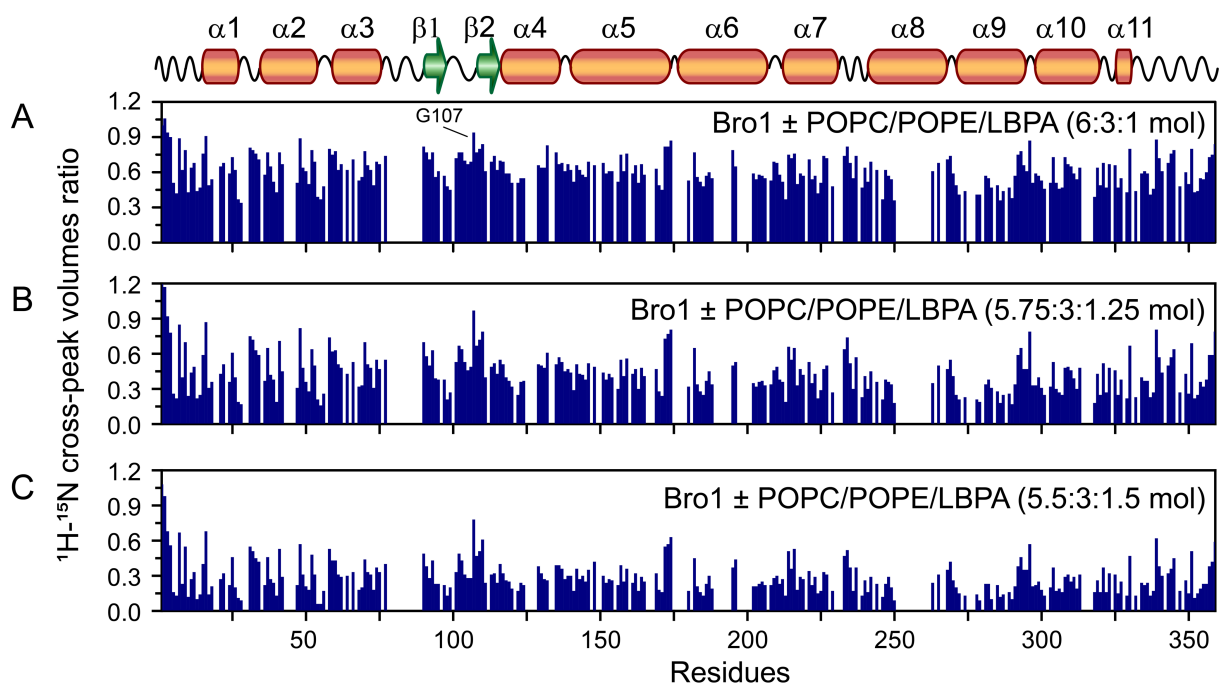 α1 α2 α3 β1 β2 α4 α5 α6 α7 α8 α9 α10 α11
A
1.2
0.9
0.6
0.3
0.0
G107
Bro1 ± POPC/POPE/LBPA (6:3:1 mol)
B
1.2
0.9
0.6
0.3
0.0
Bro1 ± POPC/POPE/LBPA (5.75:3:1.25 mol)
C
1.2
0.9
0.6
0.3
0.0
Bro1 ± POPC/POPE/LBPA (5.5:3:1.5 mol)
¹H-¹⁵N cross-peak volumes ratio
50 100 150 200 250 300 350
Residues